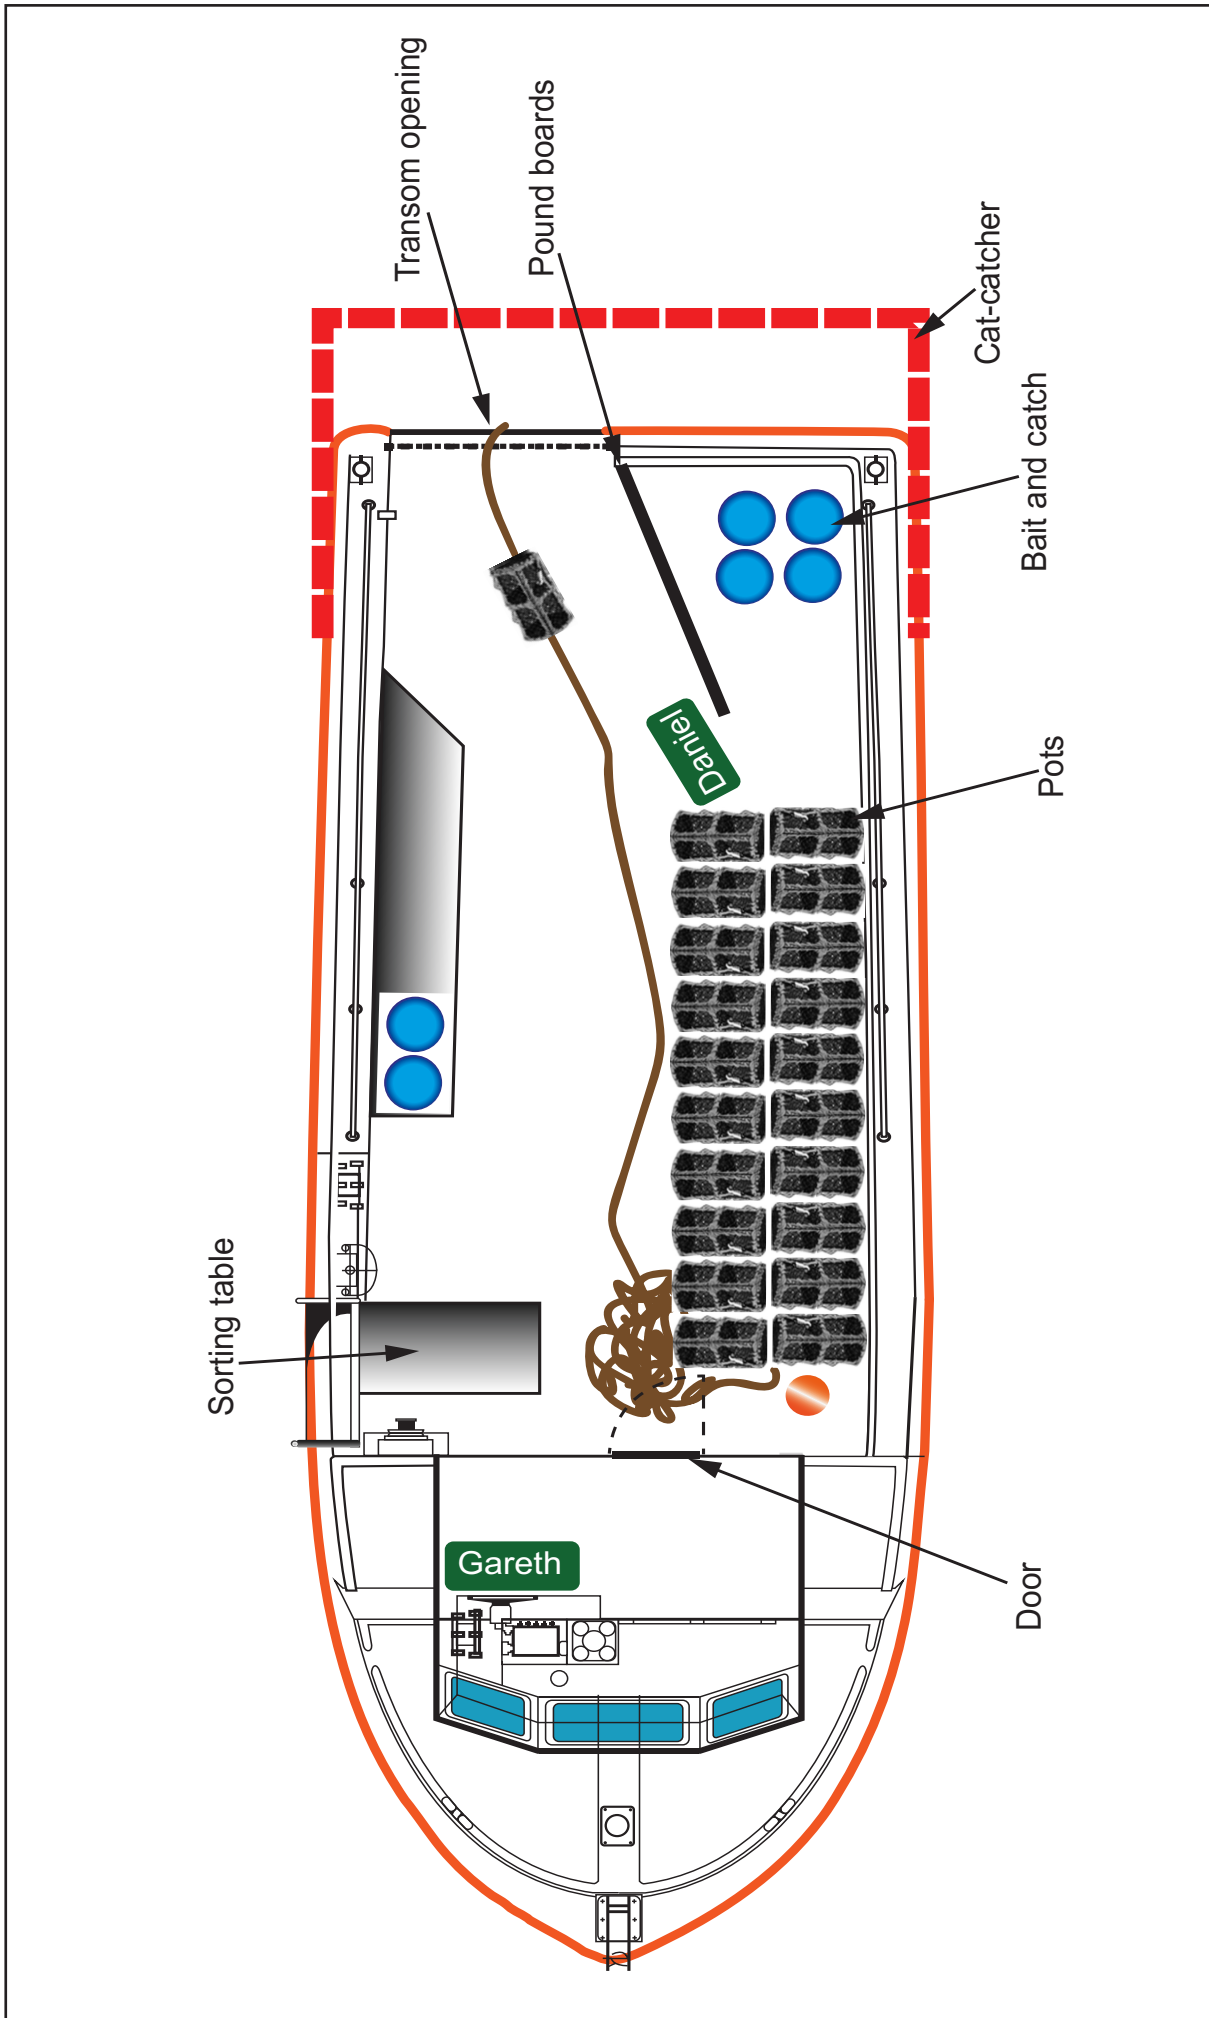 Transom opening
Pound boards
Cat-catcher
Bait and catch
Daniel
Pots
Sorting table
Gareth
Door